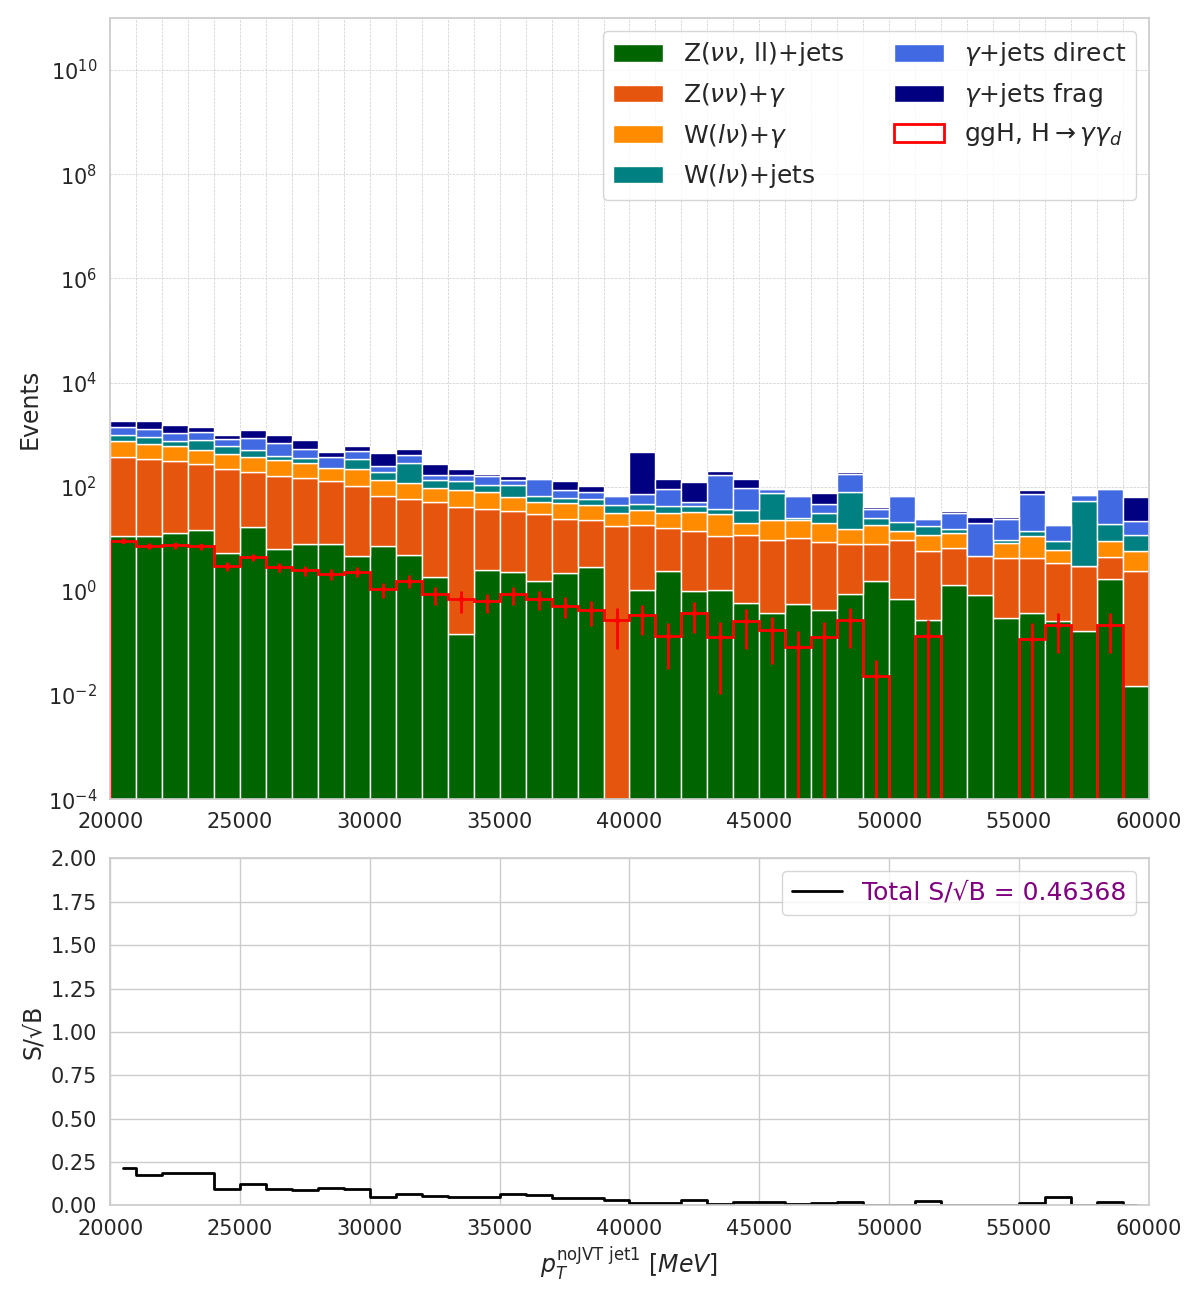 Z(νν, ll)+jets
Z(νν)+γ
W(lν)+γ
W(lν)+jets
γ+jets direct
γ+jets frag
ggH, H→γγd
Events
10^10
10^8
10^6
10^4
10^2
10^0
10^−2
10^−4
20000 25000 30000 35000 40000 45000 50000 55000 60000
Total S/√B = 0.46368
S/√B
2.00
1.75
1.50
1.25
1.00
0.75
0.50
0.25
0.00
20000 25000 30000 35000 40000 45000 50000 55000 60000
p_T^noJVT jet1 [MeV]